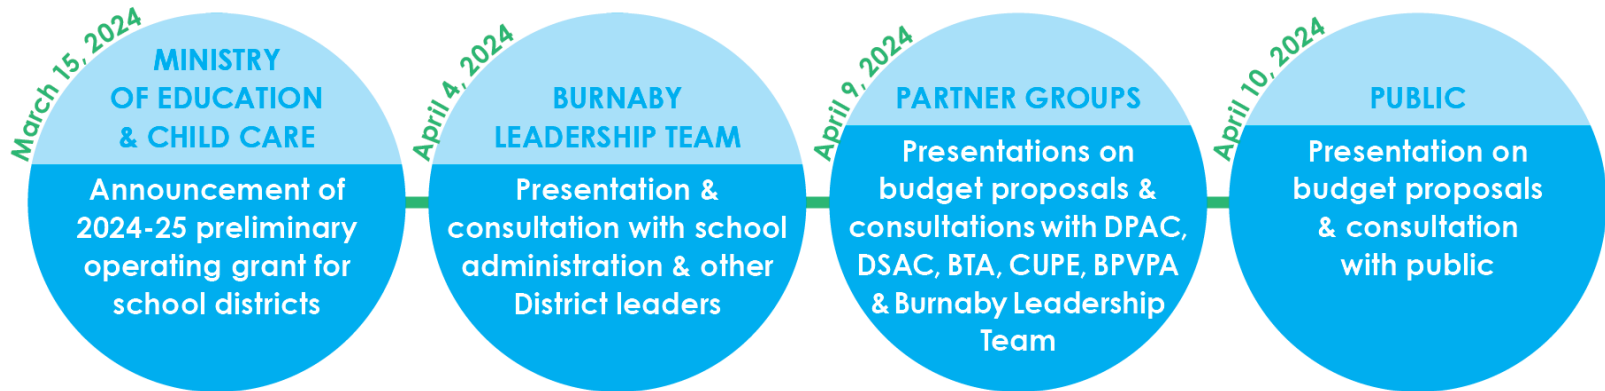 March 15, 2024
MINISTRY
OF EDUCATION
& CHILD CARE
Announcement of
2024-25 preliminary
operating grant for
school districts
April 4, 2024
BURNABY
LEADERSHIP TEAM
Presentation &
consultation with school
administration & other
District leaders
April 9, 2024
PARTNER GROUPS
Presentations on
budget proposals &
consultations with DPAC,
DSAC, BTA, CUPE, BPVPA
& Burnaby Leadership
Team
April 10, 2024
PUBLIC
Presentation on
budget proposals
& consultation
with public